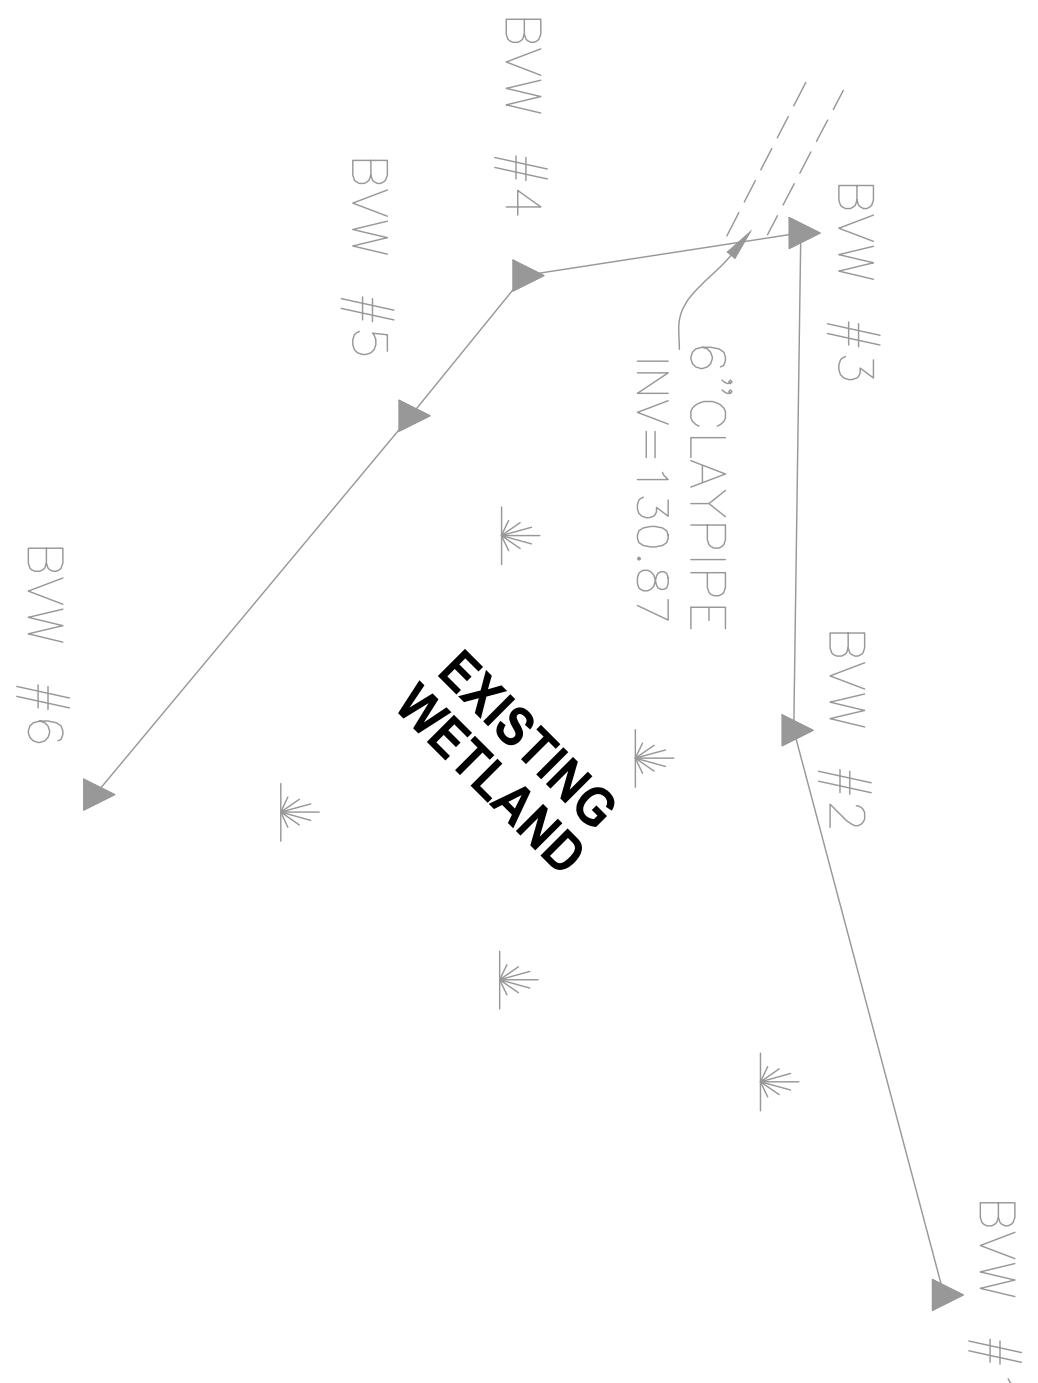 BVW #4
BVW #5
BVW #3
6"CLAYPIPE
INV=130.87
BVW #6
BVW #2
EXISTING
WETLAND
BVW #